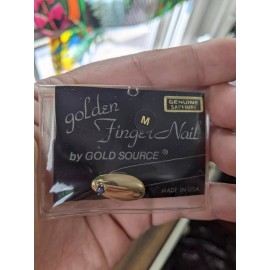 golden
GENUINE
SAPPHIRE
M
Finger Nail
by GOLD SOURCE®
MADE IN USA